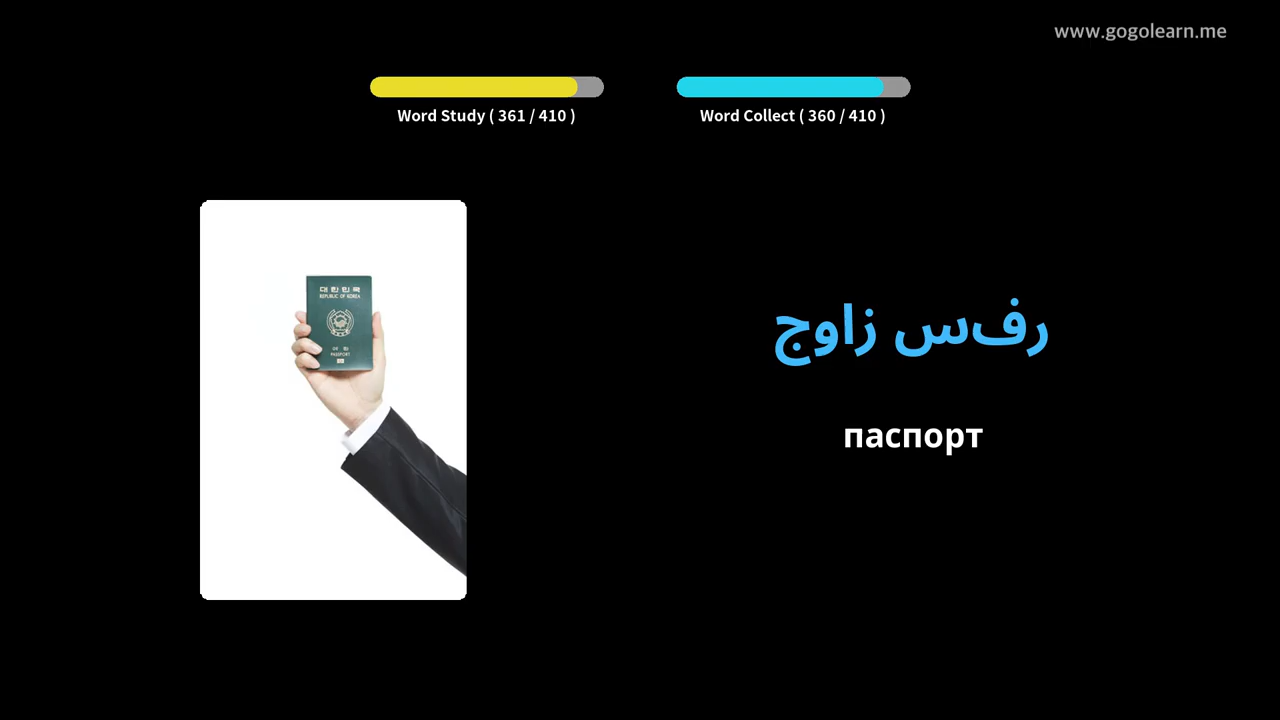 www.gogolearn.me
Word Study ( 361 / 410 )
Word Collect ( 360 / 410 )
대한민국
REPUBLIC OF KOREA
PASSPORT
رفس زاوج
паспорт